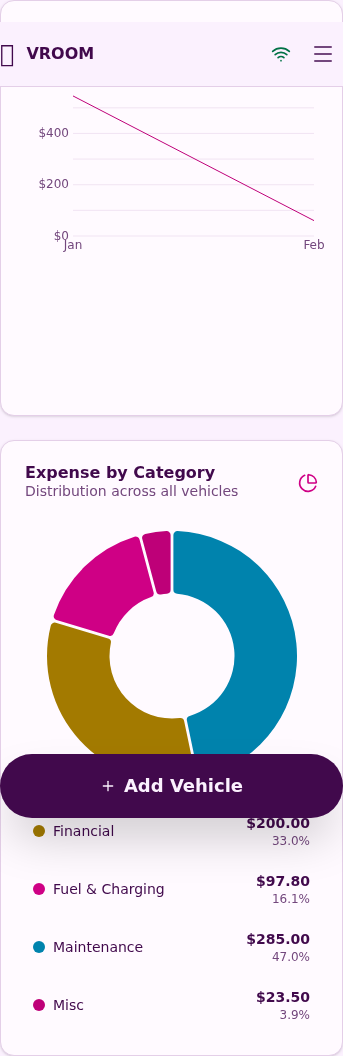 VROOM
$400
$200
$0
Jan
Feb
Expense by Category
Distribution across all vehicles
+ Add Vehicle
Financial
$200.00
33.0%
Fuel & Charging
$97.80
16.1%
Maintenance
$285.00
47.0%
Misc
$23.50
3.9%